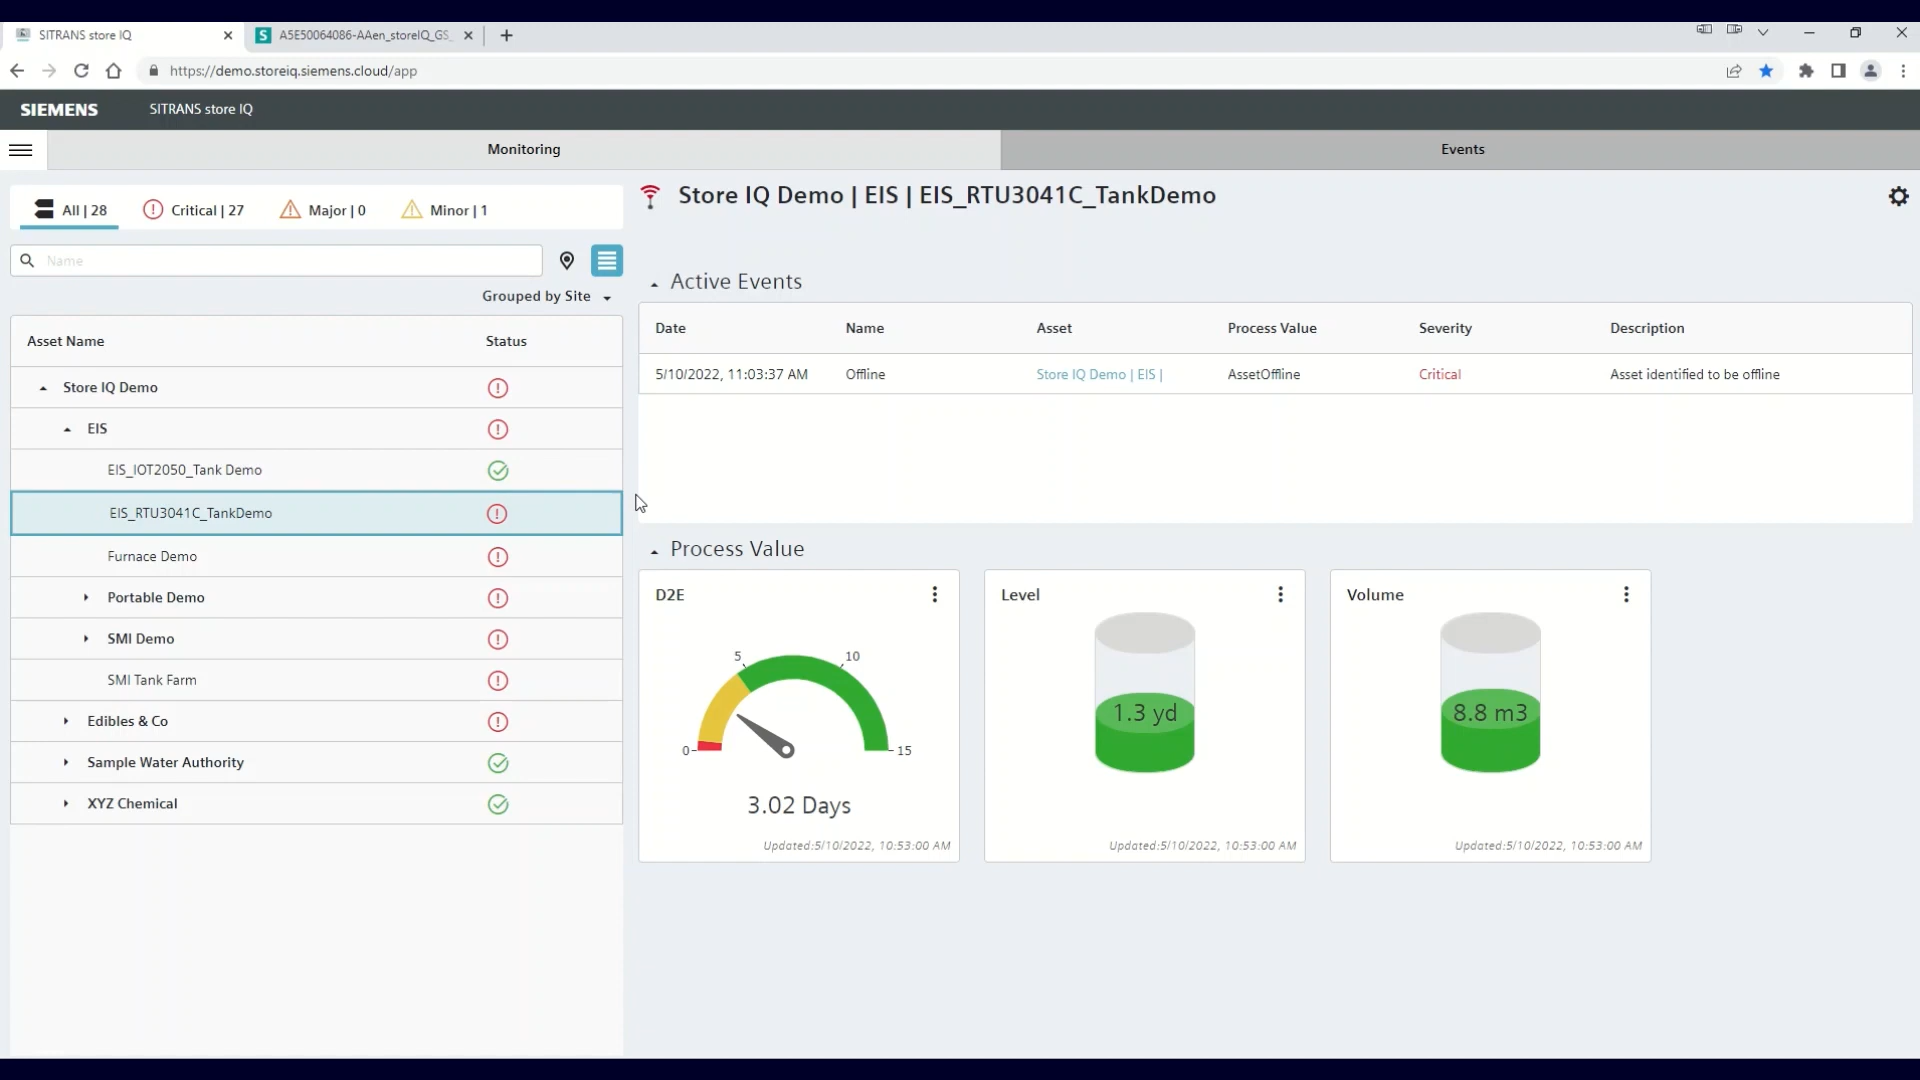 SITRANS store IQ
A5E50064086-AAen_storeIQ_GS_
https://demo.storeiq.siemens.cloud/app
SIEMENS SITRANS store IQ
Monitoring
Events
All | 28
Critical | 27
Major | 0
Minor | 1
Name
Grouped by Site
Asset Name Status
Store IQ Demo
EIS
EIS_IOT2050_Tank Demo
EIS_RTU3041C_TankDemo
Furnace Demo
Portable Demo
SMI Demo
SMI Tank Farm
Edibles & Co
Sample Water Authority
XYZ Chemical
Store IQ Demo | EIS | EIS_RTU3041C_TankDemo
Active Events
Date Name Asset Process Value Severity Description
5/10/2022, 11:03:37 AM Offline Store IQ Demo | EIS | AssetOffline Critical Asset identified to be offline
Process Value
D2E
0
5
10
15
3.02 Days
Updated:5/10/2022, 10:53:00 AM
Level
1.3 yd
Updated:5/10/2022, 10:53:00 AM
Volume
8.8 m3
Updated:5/10/2022, 10:53:00 AM